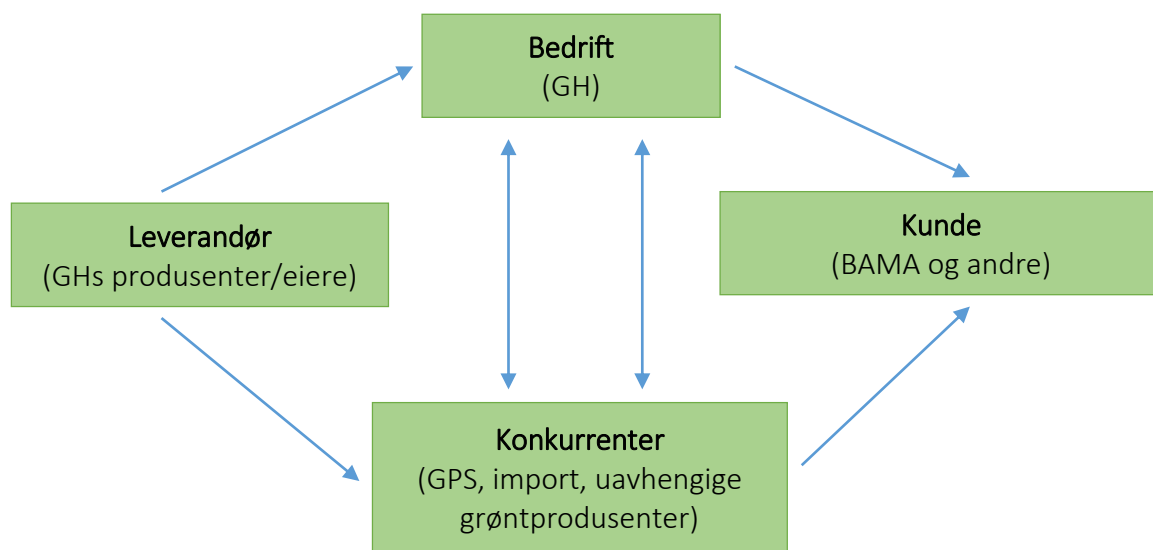 Bedrift
(GH)
Leverandør
(GHs produsenter/eiere)
Kunde
(BAMA og andre)
Konkurrenter
(GPS, import, uavhengige
grøntprodusenter)